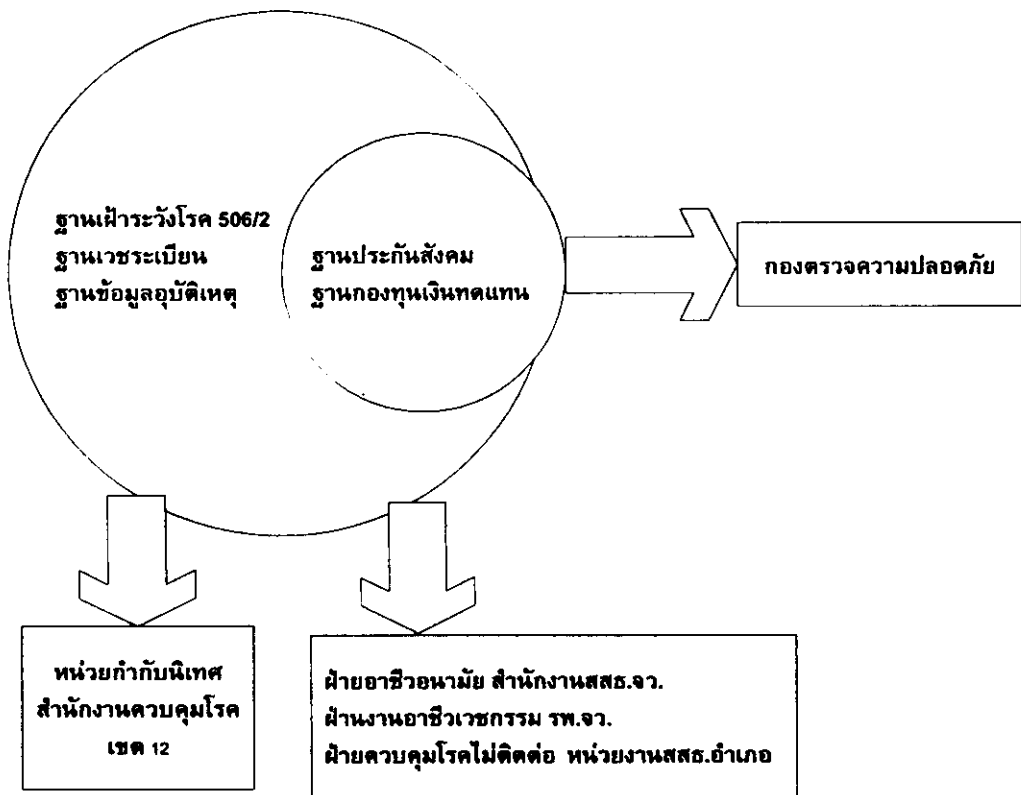 ฐานเฝ้าระวังโรค 506/2
ฐานเวชระเบียน
ฐานข้อมูลอุบัติเหตุ
ฐานประกันสังคม
ฐานกองทุนเงินทดแทน
กองตรวจความปลอดภัย
หน่วยกำกับนิเทศ
สำนักงานควบคุมโรค
เขต 12
ฝ่ายอาชีวอนามัย สำนักงานสสธ.จว.
ฝ่านงานอาชีวเวชกรรม รพ.จว.
ฝ่ายควบคุมโรคไม่ติดต่อ หน่วยงานสสธ.อำเภอ